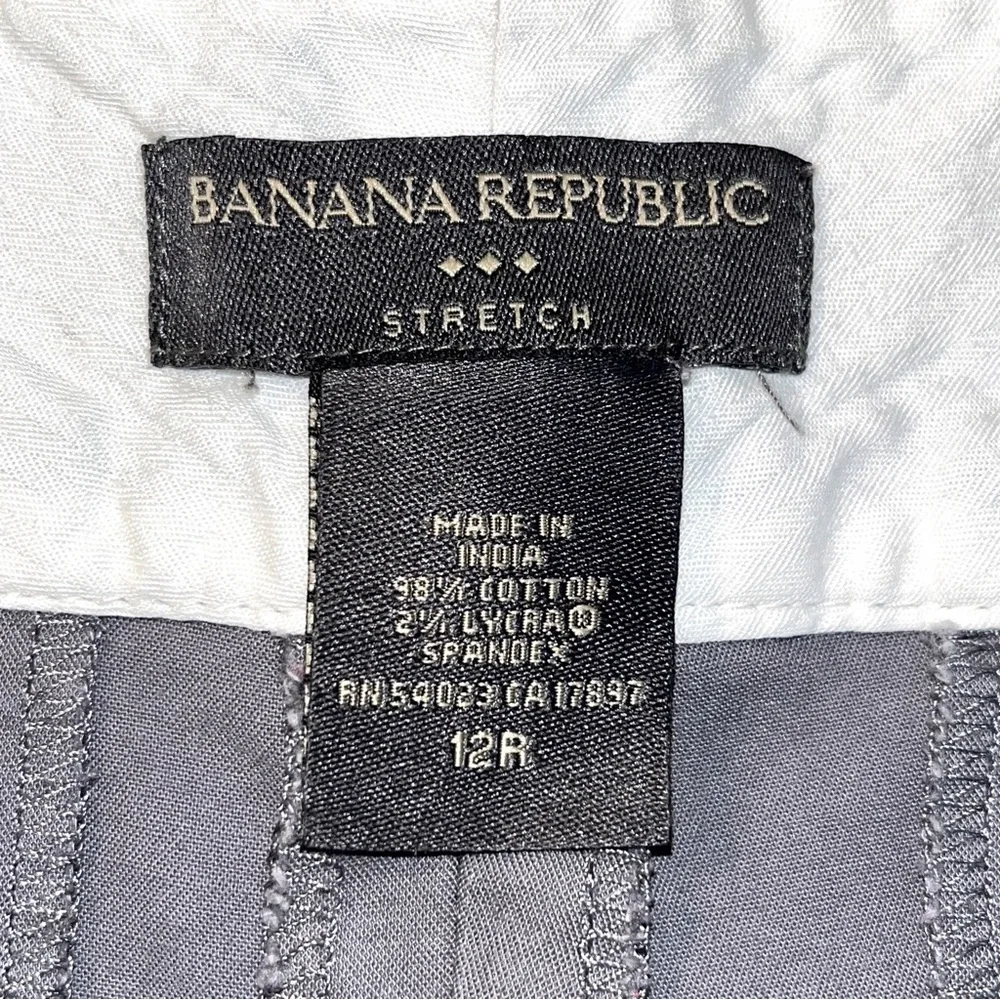 BANANA REPUBLIC
STRETCH
MADE IN
INDIA
98% COTTON
2% LYCRA®
SPANDEX
RN 54023 CA 17897
12R